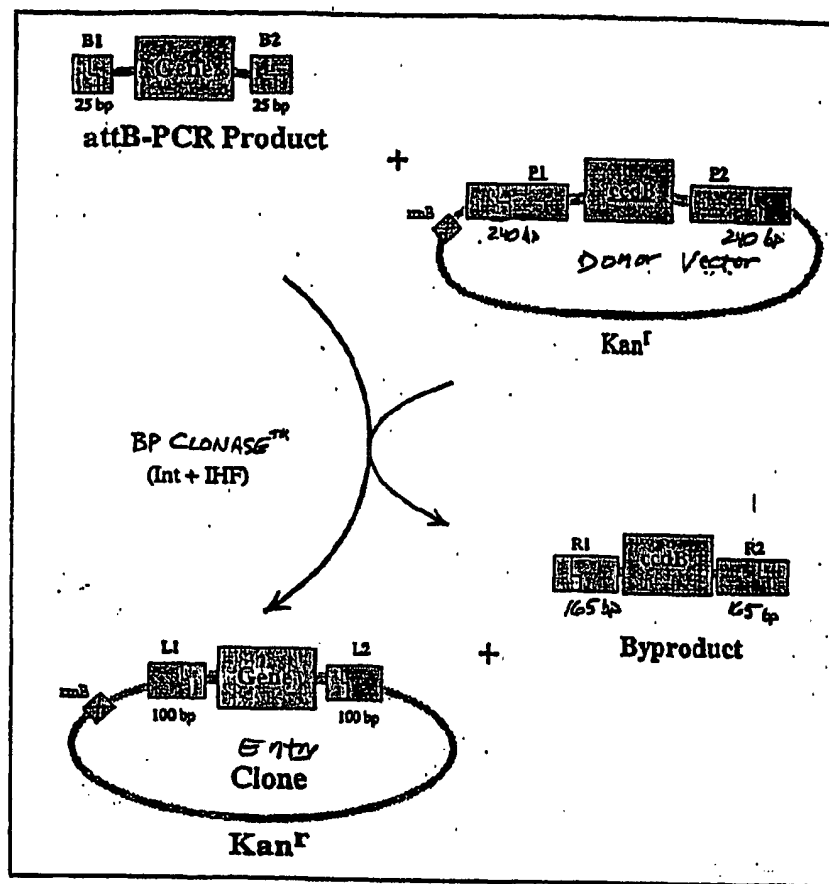 B1 B2
Gene
25 bp 25 bp
attB-PCR Product
+
P1 P2
ccdB
rrnB
240 bp 240 bp
Donor Vector
Kanʳ
BP CLONASE™
(Int + IHF)
R1 R2
ccdB
165 bp 165 bp
Byproduct
+
L1 L2
Gene
rrnB
100 bp 100 bp
Entry
Clone
Kanʳ